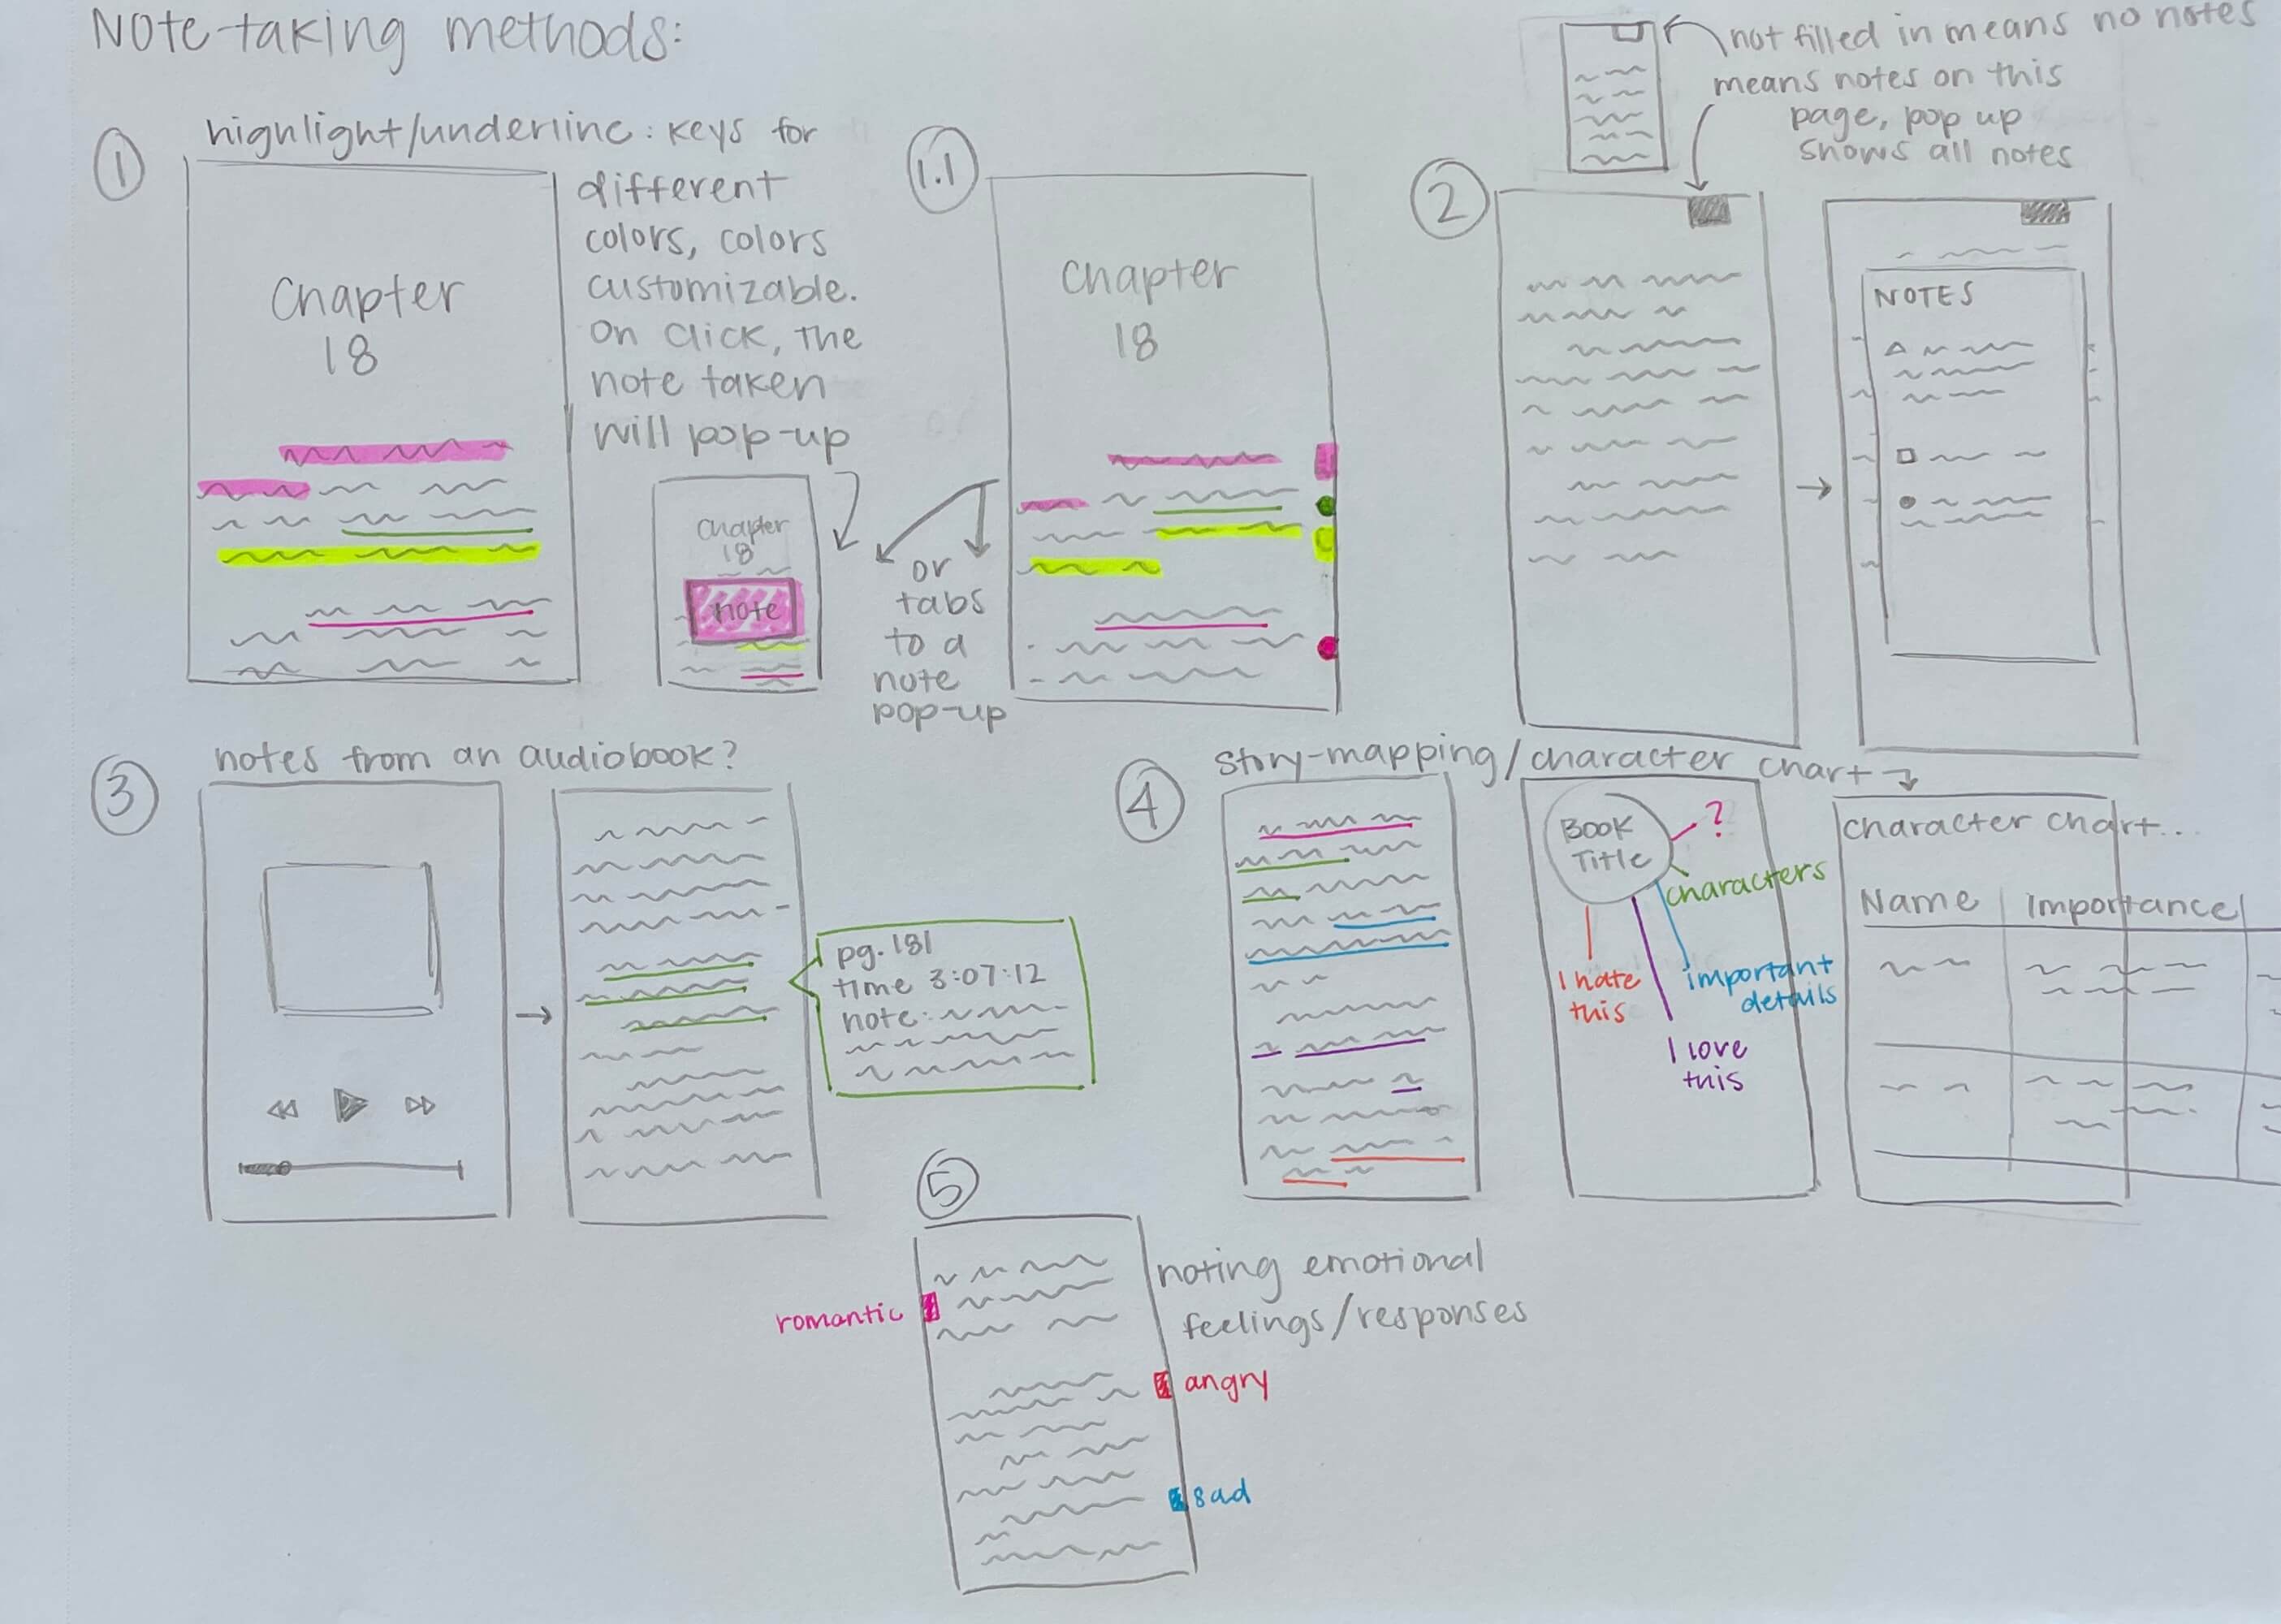 Note-taking methods:
1
highlight/underline: keys for
different
colors, colors
customizable.
On click, the
note taken
will pop-up
Chapter
18
Chapter
18
note
1.1
Chapter
18
or
tabs
to a
note
pop-up
2
not filled in means no notes
means notes on this
page, pop up
shows all notes
NOTES
3
notes from an audiobook?
pg. 181
time 3:07:12
note:
4
story-mapping/character chart
Book
Title
?
characters
important
details
I love
this
I hate
this
character chart...
Name
importance
5
noting emotional
feelings/responses
romantic
angry
sad